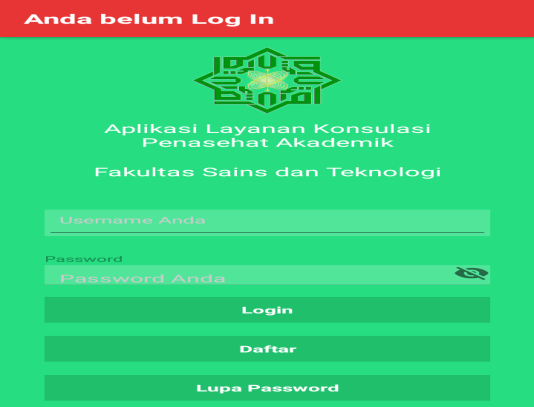 Anda belum Log In
Aplikasi Layanan Konsulasi
Penasehat Akademik
Fakultas Sains dan Teknologi
Username Anda
Password
Password Anda
Login
Daftar
Lupa Password